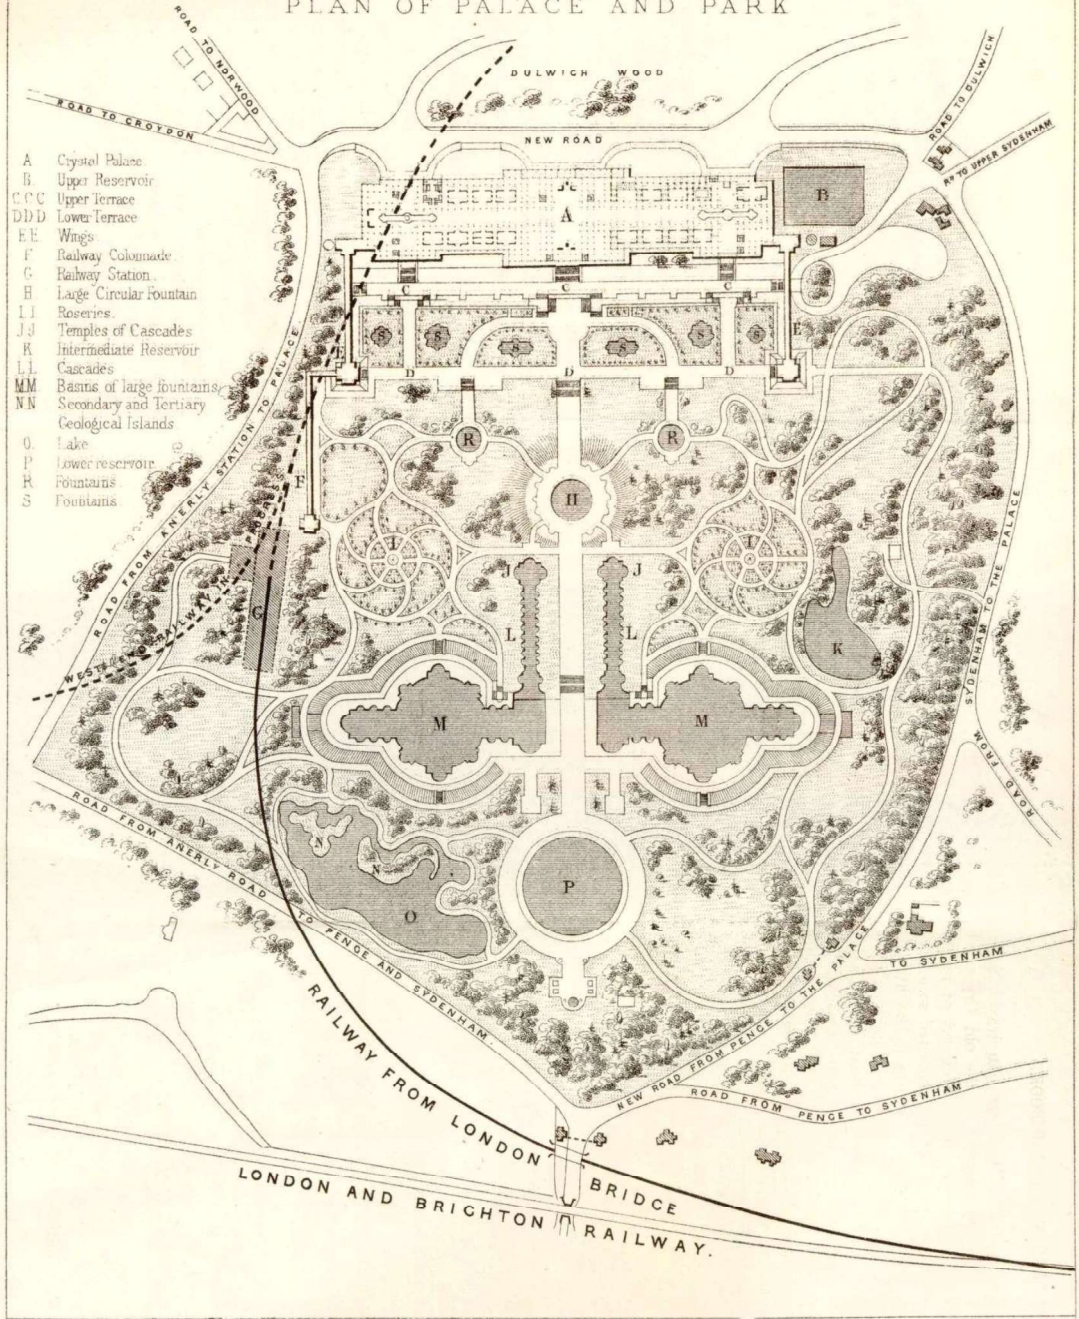 PLAN OF PALACE AND PARK
ROAD TO NORWOOD
DULWICH WOOD
ROAD TO DULWICH
ROAD TO CROYDON
NEW ROAD
RD TO UPPER SYDENHAM
A Crystal Palace
B Upper Reservoir
C C C Upper Terrace
D D D Lower Terrace
E E Wings
F Railway Colonnade
G Railway Station
H Large Circular Fountain
I I Roseries.
J J Temples of Cascades
K Intermediate Reservoir
L L Cascades
M M Basins of large fountains
N N Secondary and Tertiary
Geological Islands
O. Lake
P Lower reservoir
R Fountains
S Fountains
B
A
C
C
C
E
E
S
S
S
S
S
S
D
D
D
R
R
F
H
I
I
J
J
G
L
L
K
M
M
N
N
O
P
ROAD FROM ANERLY STATION TO PALACE
WEST END RAILWAY IN PROGRESS
ROAD FROM SYDENHAM TO THE PALACE
ROAD FROM ANERLY ROAD TO PENGE AND SYDENHAM.
TO SYDENHAM
NEW ROAD FROM PENGE TO THE PALACE
ROAD FROM PENGE TO SYDENHAM
RAILWAY FROM LONDON BRIDGE
LONDON AND BRIGHTON RAILWAY.